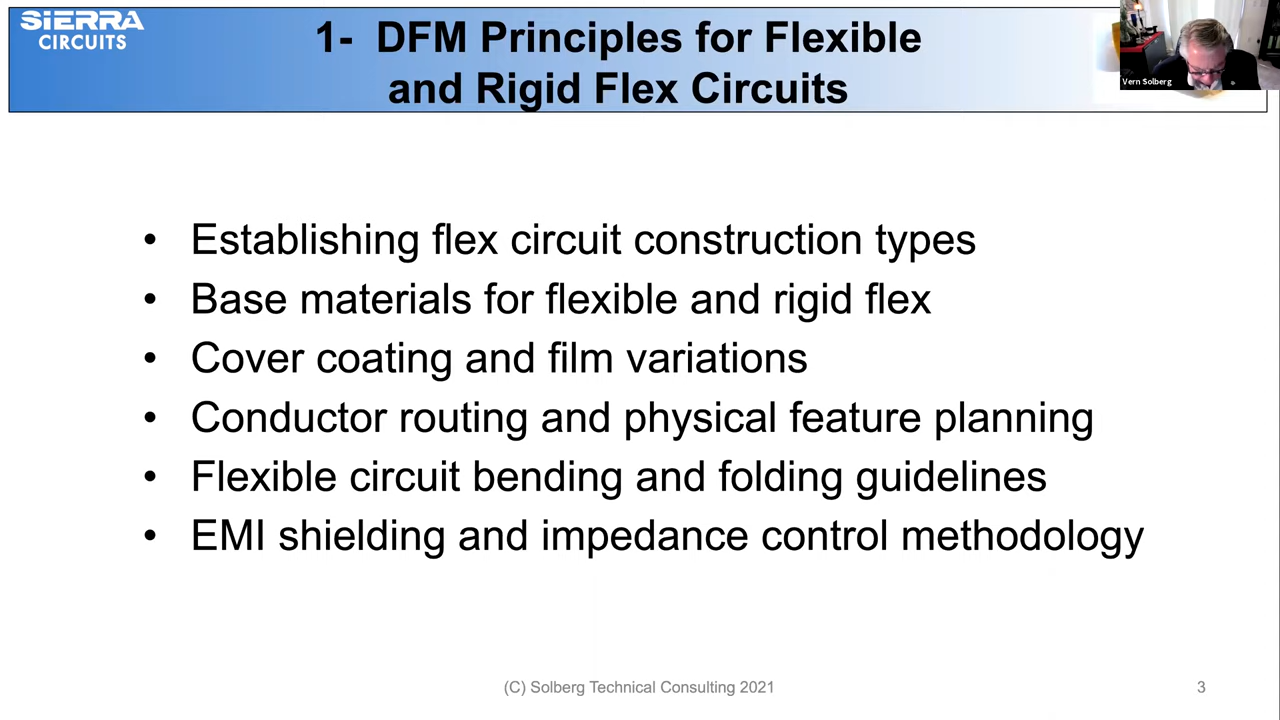 SiERRA
CIRCUITS
1- DFM Principles for Flexible
and Rigid Flex Circuits
Vern Solberg
• Establishing flex circuit construction types
• Base materials for flexible and rigid flex
• Cover coating and film variations
• Conductor routing and physical feature planning
• Flexible circuit bending and folding guidelines
• EMI shielding and impedance control methodology
(C) Solberg Technical Consulting 2021
3